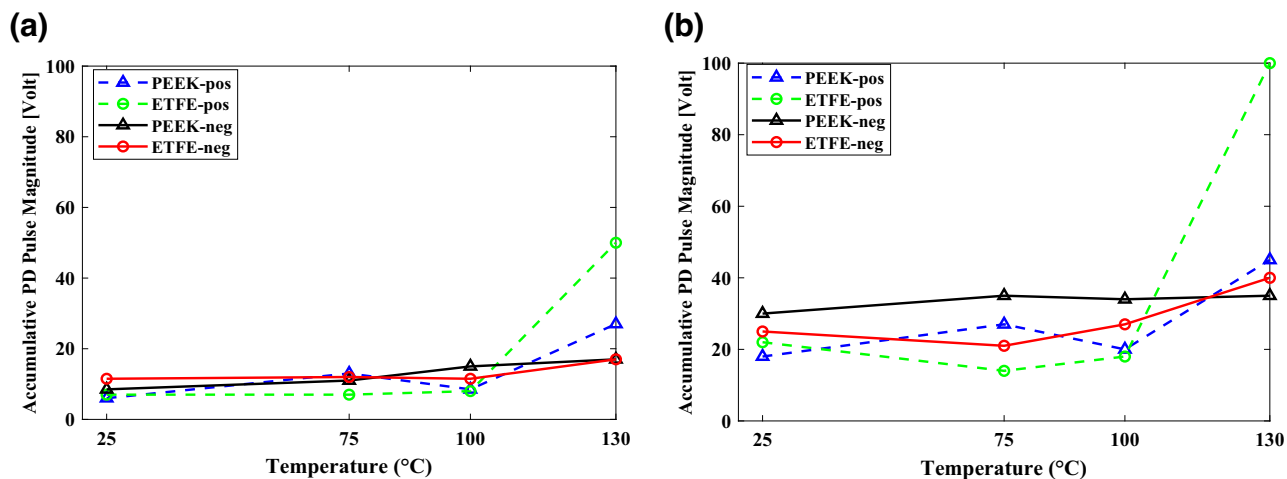 (a)
Accumulative PD Pulse Magnitude [Volt]
100
80
60
40
20
0
PEEK-pos
ETFE-pos
PEEK-neg
ETFE-neg
25
75
100
130
Temperature (°C)
(b)
Accumulative PD Pulse Magnitude [Volt]
100
80
60
40
20
0
PEEK-pos
ETFE-pos
PEEK-neg
ETFE-neg
25
75
100
130
Temperature (°C)